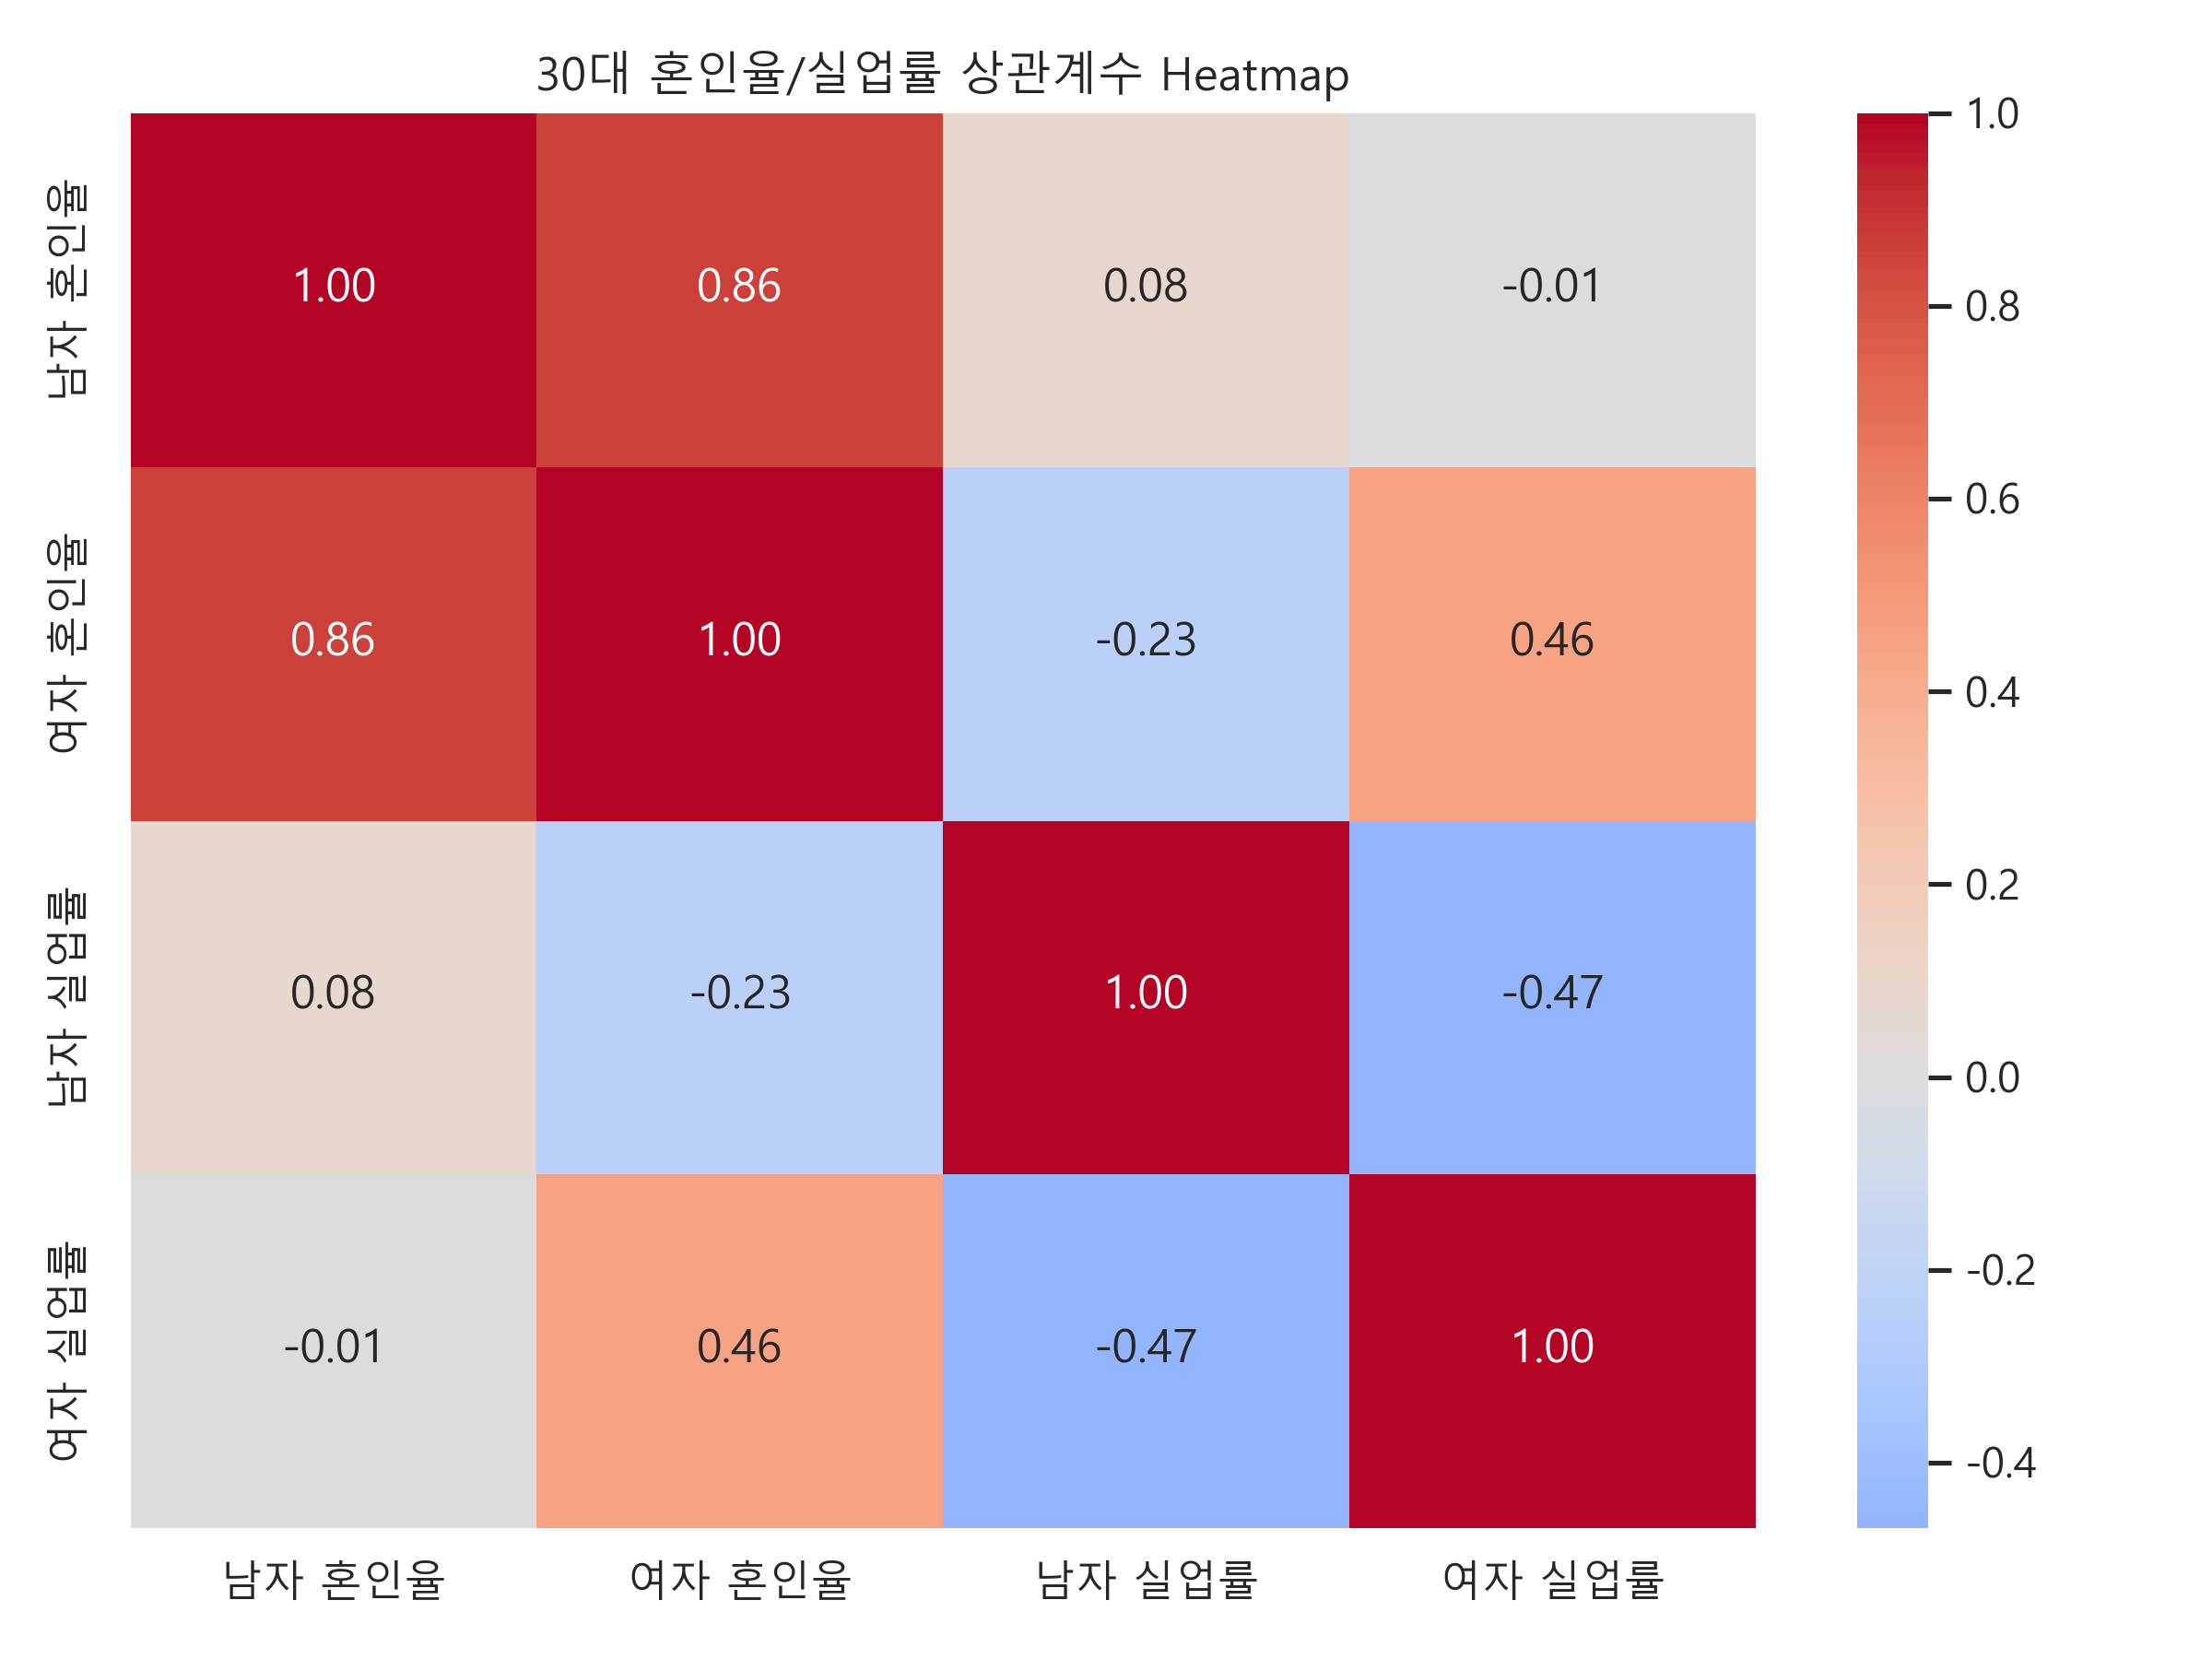 30대 혼인율/실업률 상관계수 Heatmap
남자 혼인율
1.00 0.86 0.08 -0.01
여자 혼인율
0.86 1.00 -0.23 0.46
남자 실업률
0.08 -0.23 1.00 -0.47
여자 실업률
-0.01 0.46 -0.47 1.00
남자 혼인율 여자 혼인율 남자 실업률 여자 실업률
1.0
0.8
0.6
0.4
0.2
0.0
-0.2
-0.4